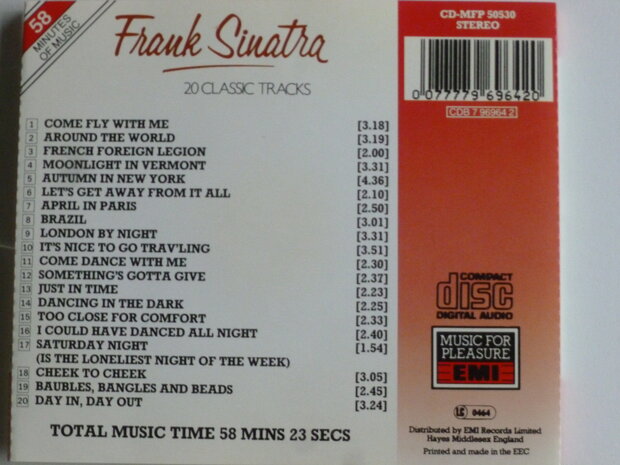 58
MINUTES
OF MUSIC
Frank Sinatra
20 CLASSIC TRACKS
1 COME FLY WITH ME [3.18]
2 AROUND THE WORLD [3.19]
3 FRENCH FOREIGN LEGION [2.00]
4 MOONLIGHT IN VERMONT [3.31]
5 AUTUMN IN NEW YORK [4.36]
6 LET'S GET AWAY FROM IT ALL [2.10]
7 APRIL IN PARIS [2.50]
8 BRAZIL [3.01]
9 LONDON BY NIGHT [3.31]
10 IT'S NICE TO GO TRAV'LING [3.51]
11 COME DANCE WITH ME [2.30]
12 SOMETHING'S GOTTA GIVE [2.37]
13 JUST IN TIME [2.23]
14 DANCING IN THE DARK [2.25]
15 TOO CLOSE FOR COMFORT [2.33]
16 I COULD HAVE DANCED ALL NIGHT [2.40]
17 SATURDAY NIGHT [1.54]
(IS THE LONELIEST NIGHT OF THE WEEK)
18 CHEEK TO CHEEK [3.05]
19 BAUBLES, BANGLES AND BEADS [2.45]
20 DAY IN, DAY OUT [3.24]
TOTAL MUSIC TIME 58 MINS 23 SECS
CD-MFP 50530
STEREO
0 077779 696420
CDB 7 96964 2
COMPACT
disc
DIGITAL AUDIO
MUSIC FOR
PLEASURE
EMI
LC 0464
Distributed by EMI Records Limited
Hayes Middlesex England
Printed and made in the EEC